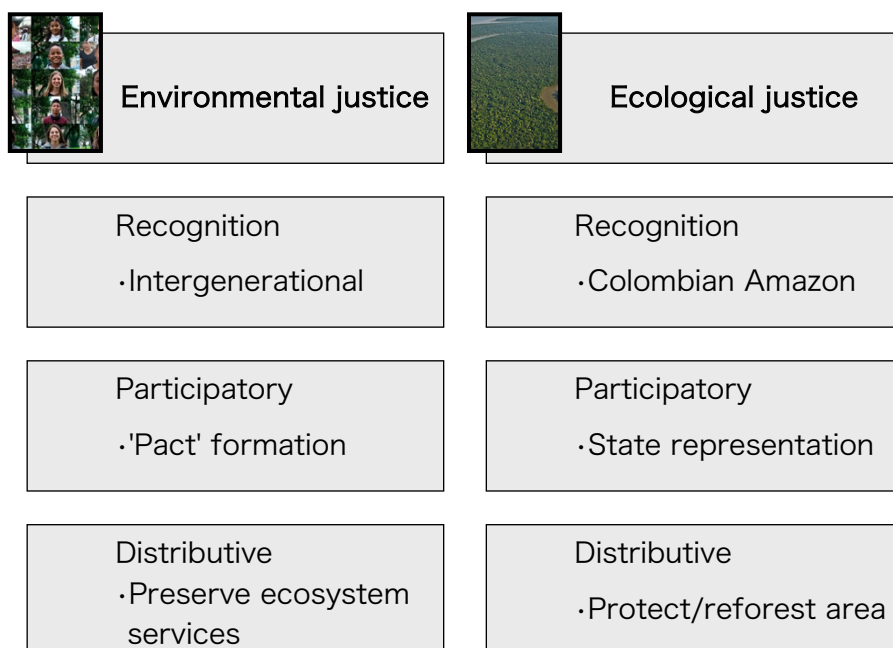 Environmental justice
Recognition
·Intergenerational
Participatory
·'Pact' formation
Distributive
·Preserve ecosystem
services
Ecological justice
Recognition
·Colombian Amazon
Participatory
·State representation
Distributive
·Protect/reforest area